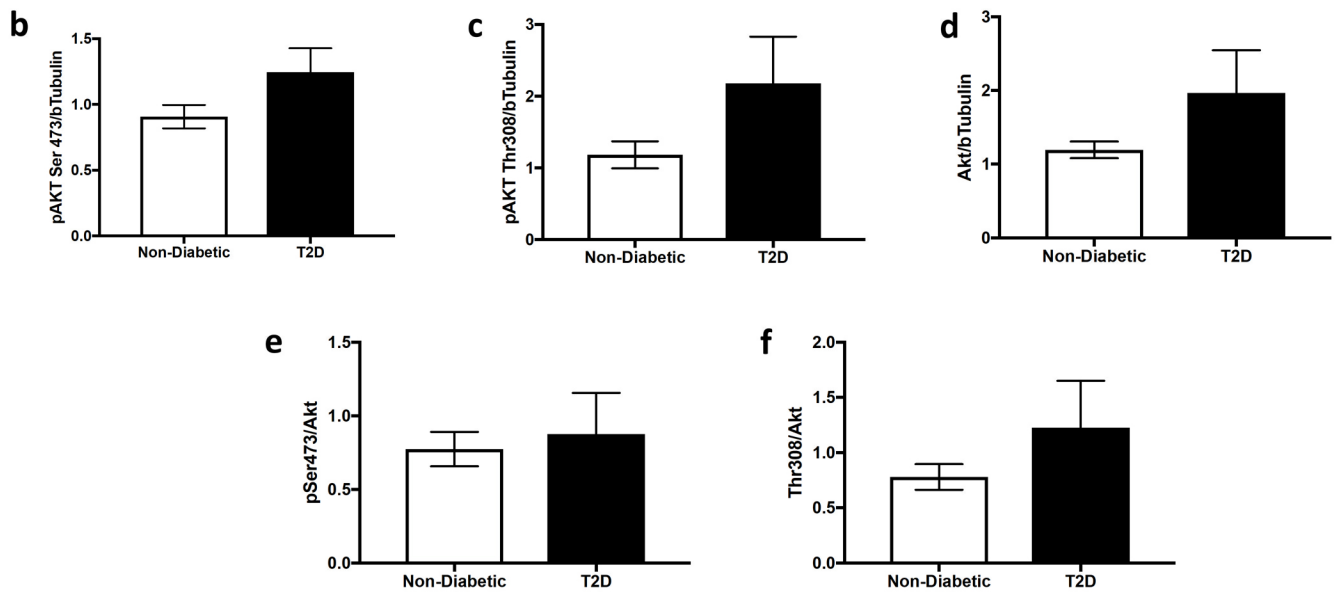 b
pAKT Ser 473/bTubulin
1.5
1.0
0.5
0.0
Non-Diabetic
T2D
c
pAKT Thr308/bTubulin
3
2
1
0
Non-Diabetic
T2D
d
Akt/bTubulin
3
2
1
0
Non-Diabetic
T2D
e
pSer473/Akt
1.5
1.0
0.5
0.0
Non-Diabetic
T2D
f
Thr308/Akt
2.0
1.5
1.0
0.5
0.0
Non-Diabetic
T2D